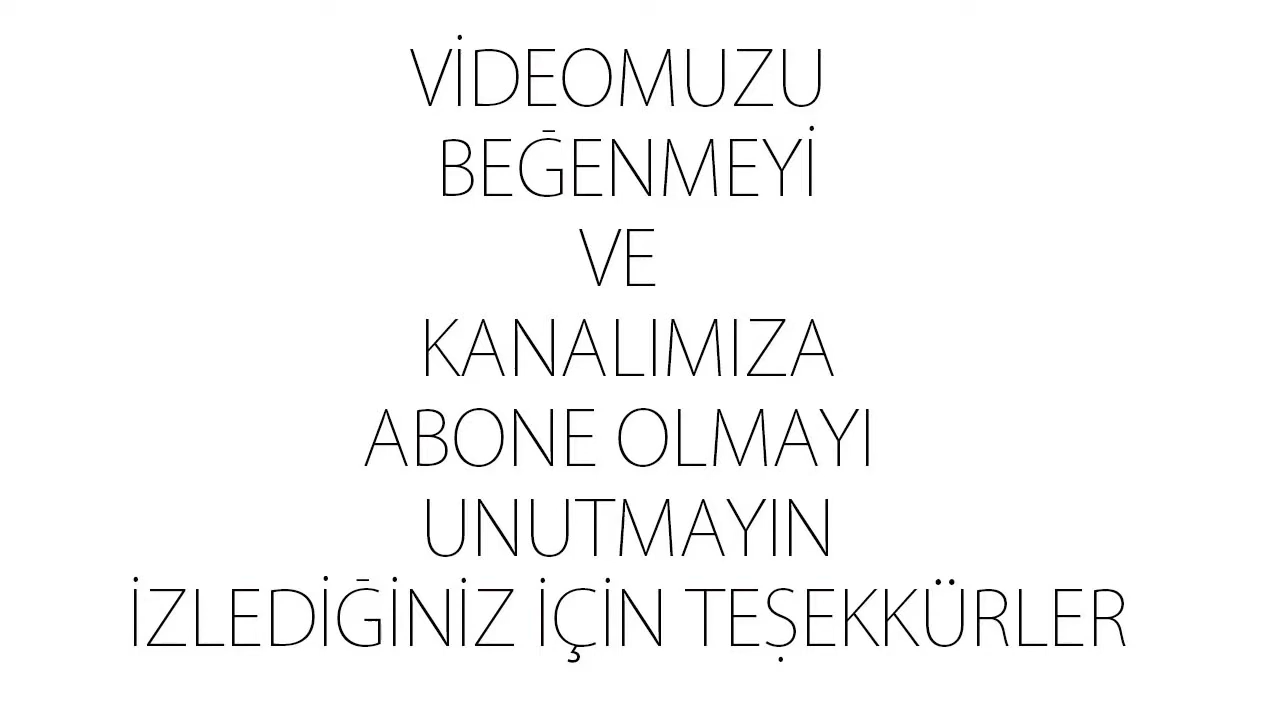 VİDEOMUZU
BEĞENMEYİ
VE
KANALIMIZA
ABONE OLMAYI
UNUTMAYIN
İZLEDİĞİNİZ İÇİN TEŞEKKÜRLER